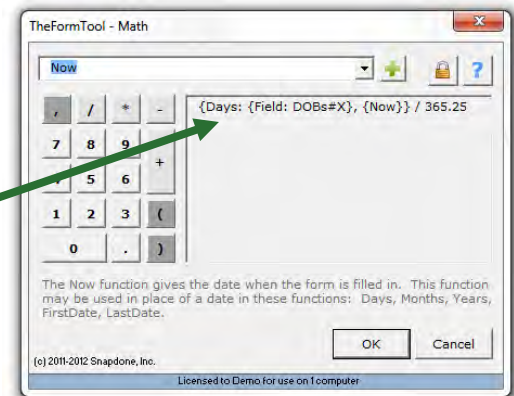 TheFormTool - Math
Now
?
, / * -
{Days: {Field: DOBs#X}, {Now}} / 365.25
7 8 9
+
5 6
1 2 3 (
0 . )
The Now function gives the date when the form is filled in. This function
may be used in place of a date in these functions: Days, Months, Years,
FirstDate, LastDate.
OK Cancel
(c) 2011-2012 Snapdone, Inc.
Licensed to Demo for use on 1 computer